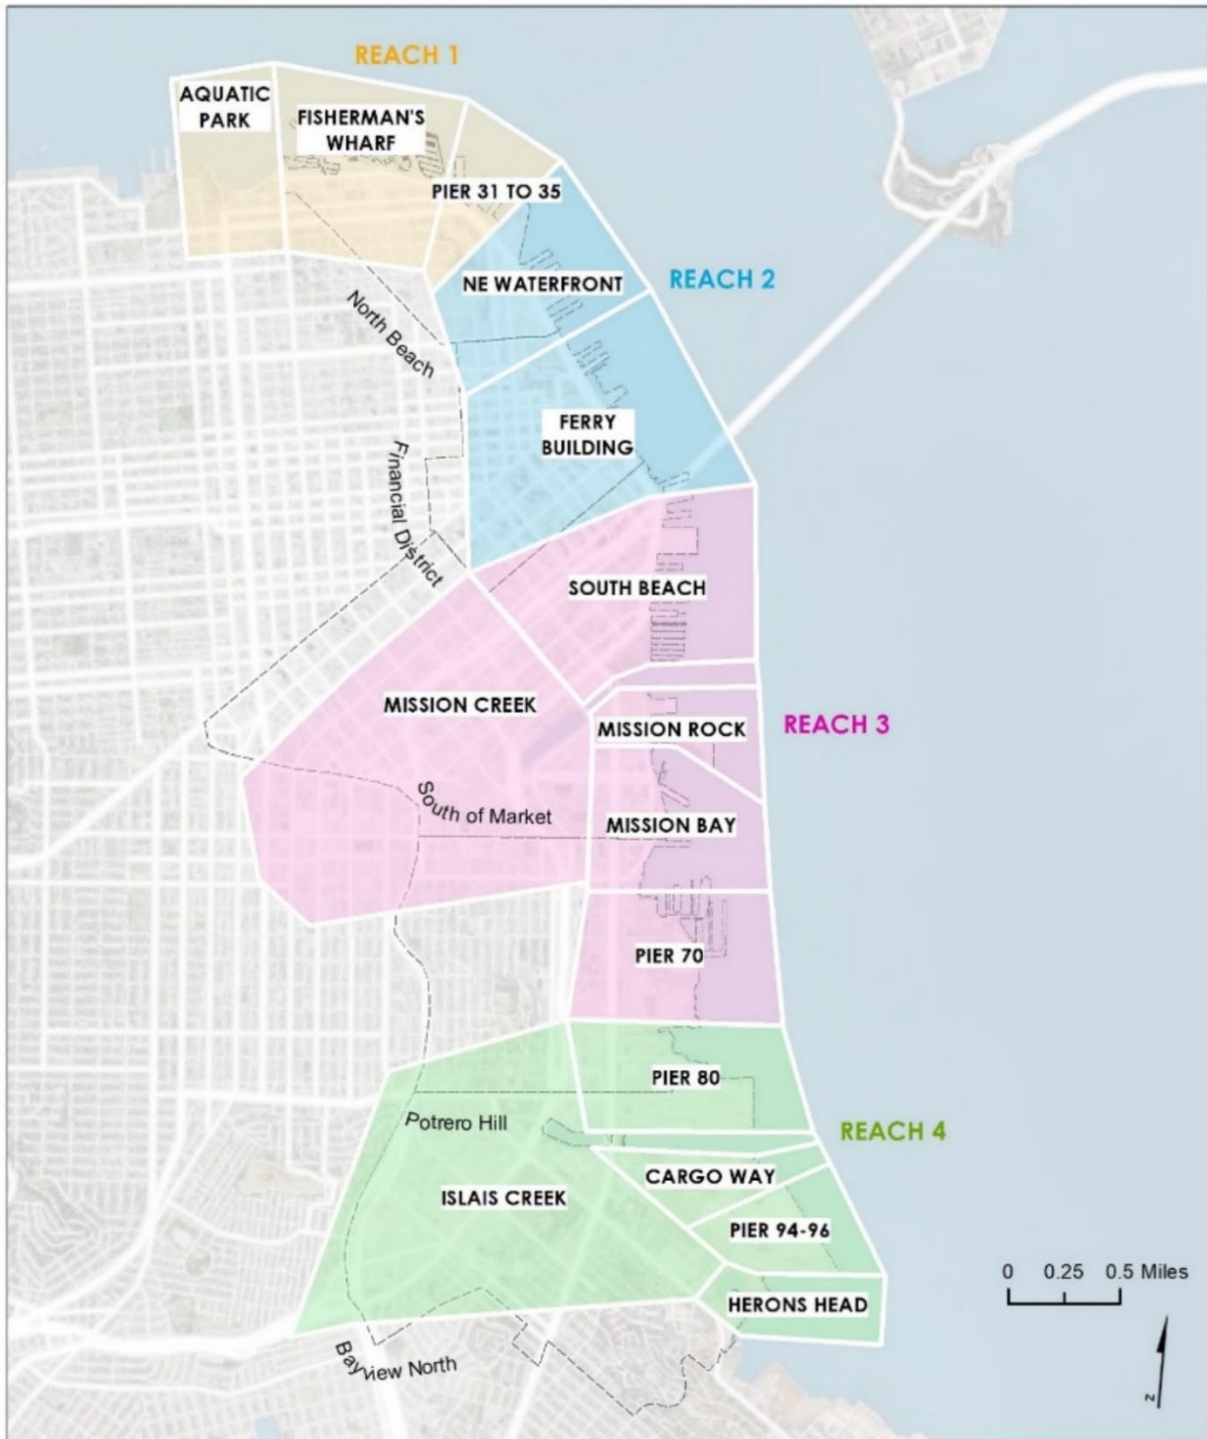 REACH 1
AQUATIC
PARK
FISHERMAN'S
WHARF
PIER 31 TO 35
NE WATERFRONT
REACH 2
North Beach
FERRY
BUILDING
Financial District
SOUTH BEACH
MISSION CREEK
MISSION ROCK
REACH 3
South of Market
MISSION BAY
PIER 70
PIER 80
Potrero Hill
REACH 4
CARGO WAY
ISLAIS CREEK
PIER 94-96
0 0.25 0.5 Miles
HERONS HEAD
Bayview North
N